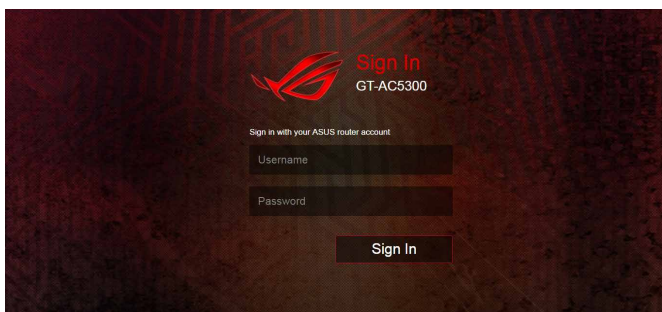 Sign In
GT-AC5300
Sign in with your ASUS router account
Username
Password
Sign In